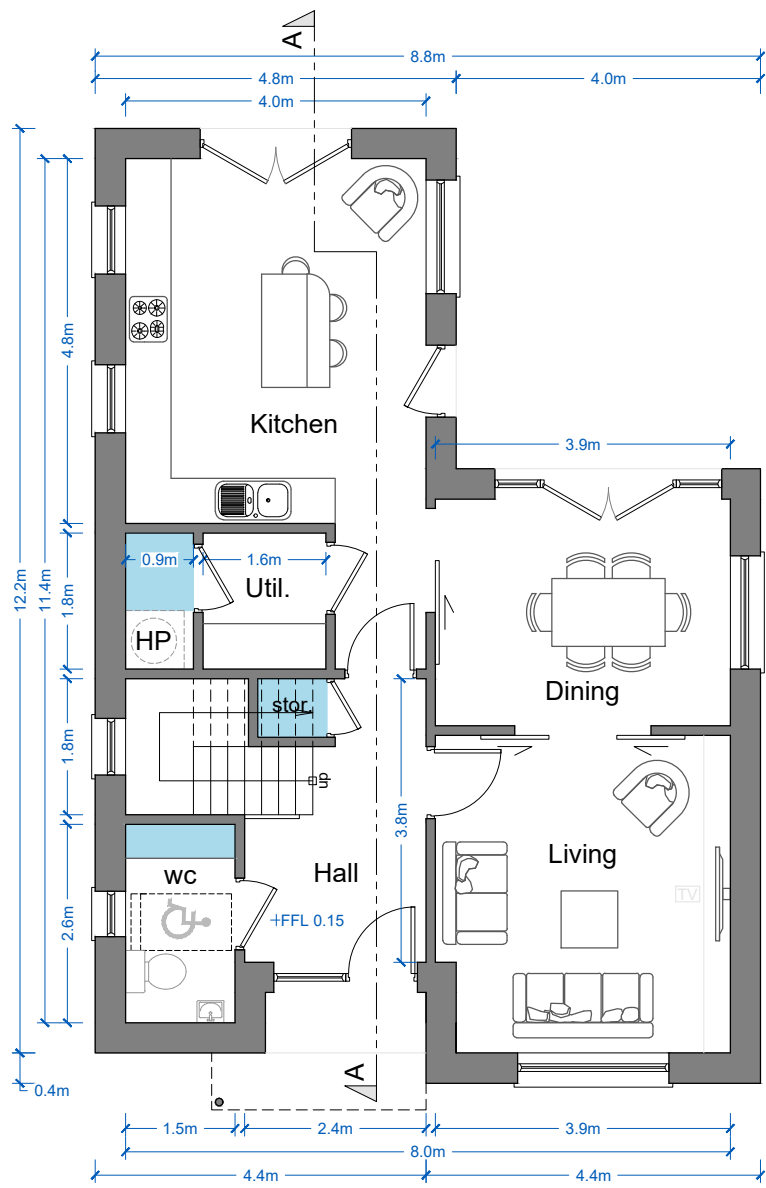 A
8.8m
4.8m
4.0m
4.0m
12.2m
11.4m
4.8m
Kitchen
3.9m
0.9m
1.6m
Util.
1.8m
HP
Dining
stor.
1.8m
dn
3.8m
Living
wc
Hall
TV
2.6m
FFL 0.15
A
0.4m
1.5m
2.4m
3.9m
8.0m
4.4m
4.4m